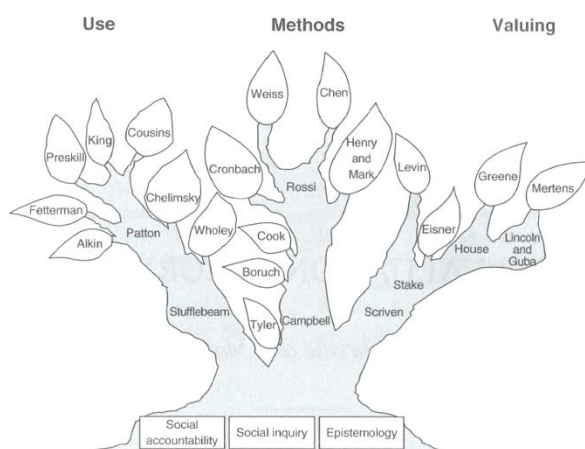 Use
Methods
Valuing
Weiss
Chen
King
Cousins
Preskill
Cronbach
Henry
and
Mark
Levin
Greene
Mertens
Chelimsky
Rossi
Fetterman
Patton
Wholey
Cook
Eisner
House
Lincoln
and
Guba
Alkin
Boruch
Stake
Stufflebeam
Tyler
Campbell
Scriven
Social
accountability
Social inquiry
Epistemology